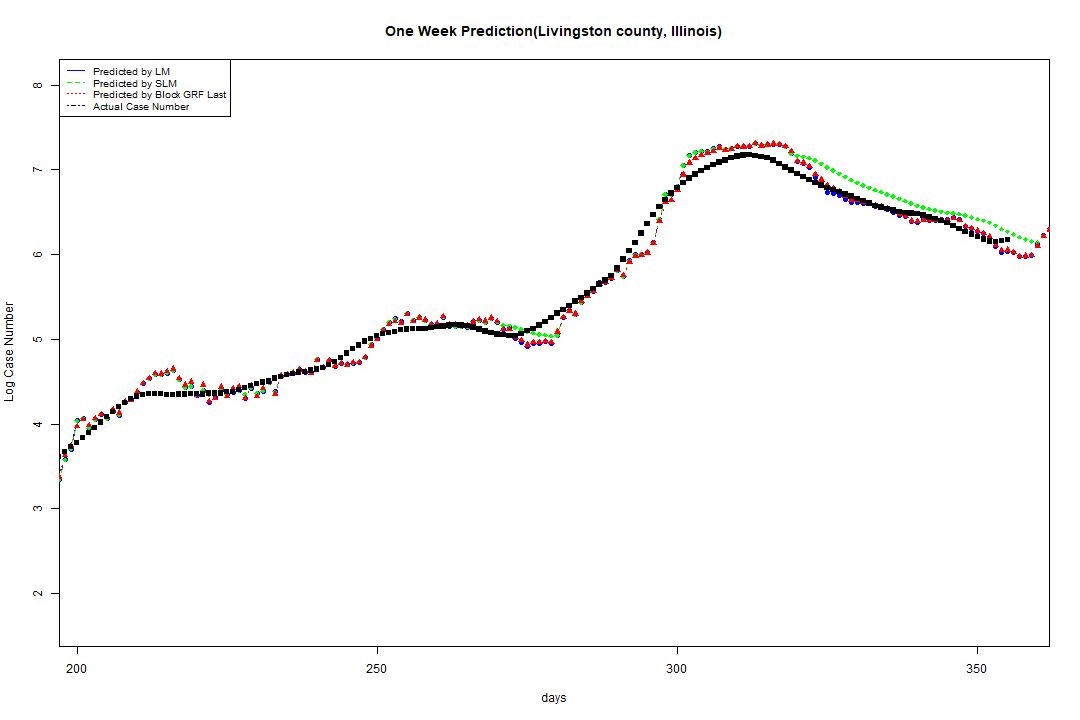 One Week Prediction(Livingston county, Illinois)
Predicted by LM
Predicted by SLM
Predicted by Block GRF Last
Actual Case Number
8
7
6
5
4
3
2
Log Case Number
200 250 300 350
days